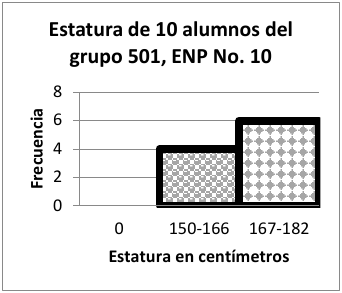 Estatura de 10 alumnos del
grupo 501, ENP No. 10
Frecuencia
8
6
4
2
0
0 150-166 167-182
Estatura en centímetros